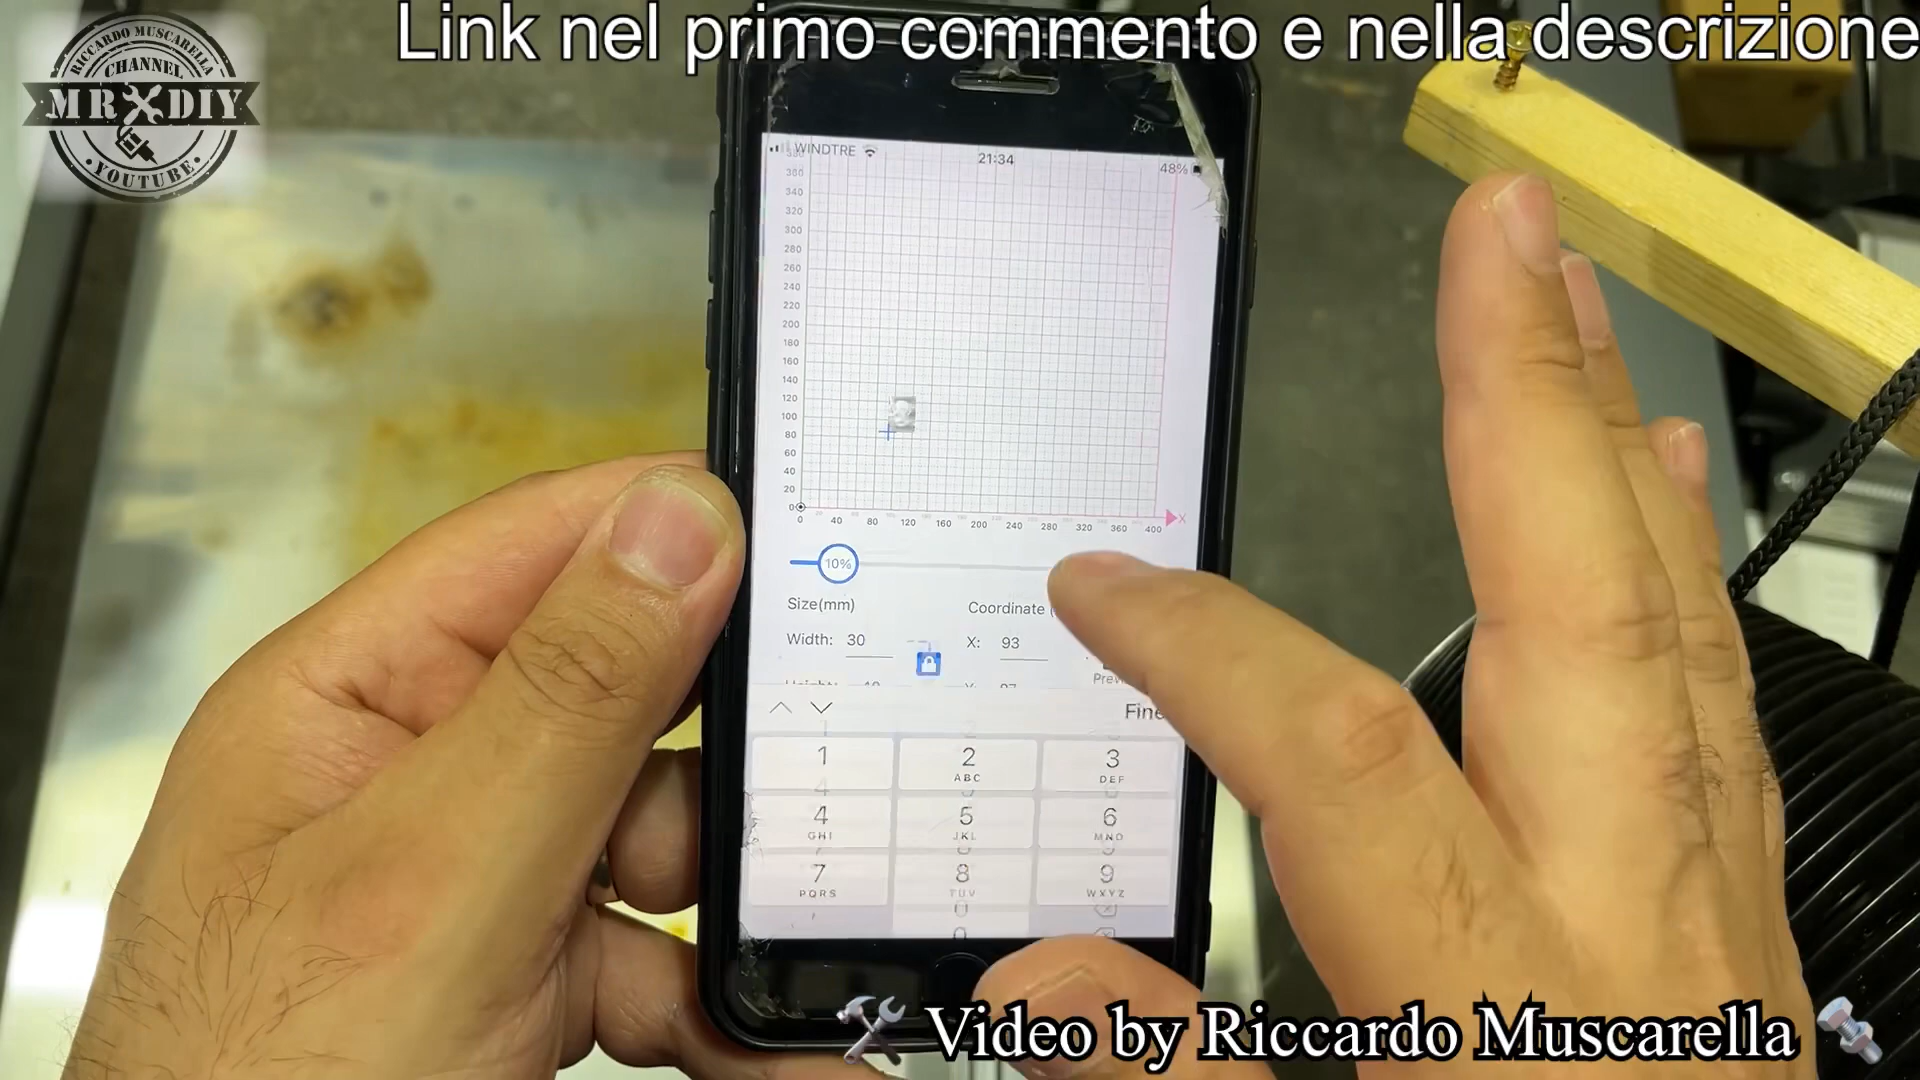 Link nel primo commento e nella descrizione
RICCARDO MUSCARELLA
CHANNEL
MR DIY
YOUTUBE
WINDTRE 21:34 48%
360
340
320
300
280
260
240
220
200
180
160
140
120
100
80
60
40
20
0
0 40 80 120 160 200 240 280 320 360 400 X
10%
Size(mm) Coordinate (
Width: 30 X: 93
Fine
1 2 3
ABC DEF
4 5 6
GHI JKL MNO
7 8 9
PQRS TUV WXYZ
Video by Riccardo Muscarella